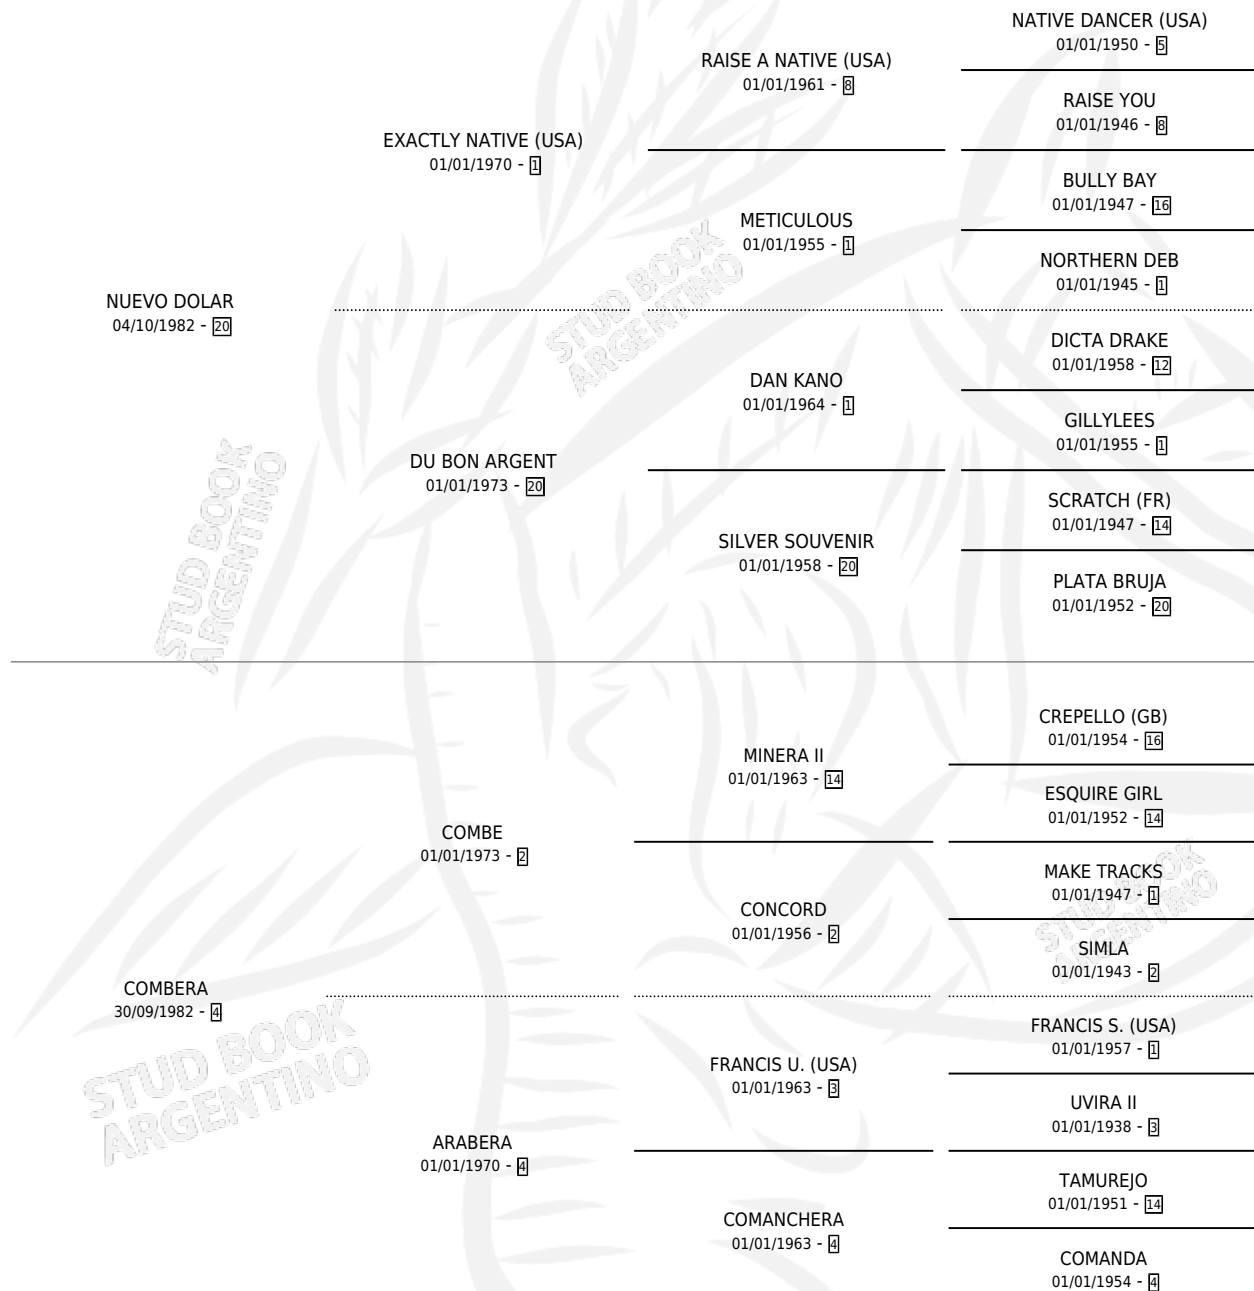 NATIVE DANCER (USA)
01/01/1950 - 5
RAISE A NATIVE (USA)
01/01/1961 - 8
RAISE YOU
01/01/1946 - 8
EXACTLY NATIVE (USA)
01/01/1970 - 1
BULLY BAY
01/01/1947 - 16
METICULOUS
01/01/1955 - 1
NORTHERN DEB
01/01/1945 - 1
NUEVO DOLAR
04/10/1982 - 20
DICTA DRAKE
01/01/1958 - 12
DAN KANO
01/01/1964 - 1
GILLYLEES
01/01/1955 - 1
DU BON ARGENT
01/01/1973 - 20
SCRATCH (FR)
01/01/1947 - 14
SILVER SOUVENIR
01/01/1958 - 20
PLATA BRUJA
01/01/1952 - 20
STUD BOOK
ARGENTINO
STUD BOOK
ARGENTINO
CREPELLO (GB)
01/01/1954 - 16
MINERA II
01/01/1963 - 14
ESQUIRE GIRL
01/01/1952 - 14
COMBE
01/01/1973 - 2
MAKE TRACKS
01/01/1947 - 1
CONCORD
01/01/1956 - 2
SIMLA
01/01/1943 - 2
COMBERA
30/09/1982 - 4
FRANCIS S. (USA)
01/01/1957 - 1
FRANCIS U. (USA)
01/01/1963 - 3
UVIRA II
01/01/1938 - 3
ARABERA
01/01/1970 - 4
TAMUREJO
01/01/1951 - 14
COMANCHERA
01/01/1963 - 4
COMANDA
01/01/1954 - 4
STUD BOOK
ARGENTINO
STUD BOOK
ARGENTINO